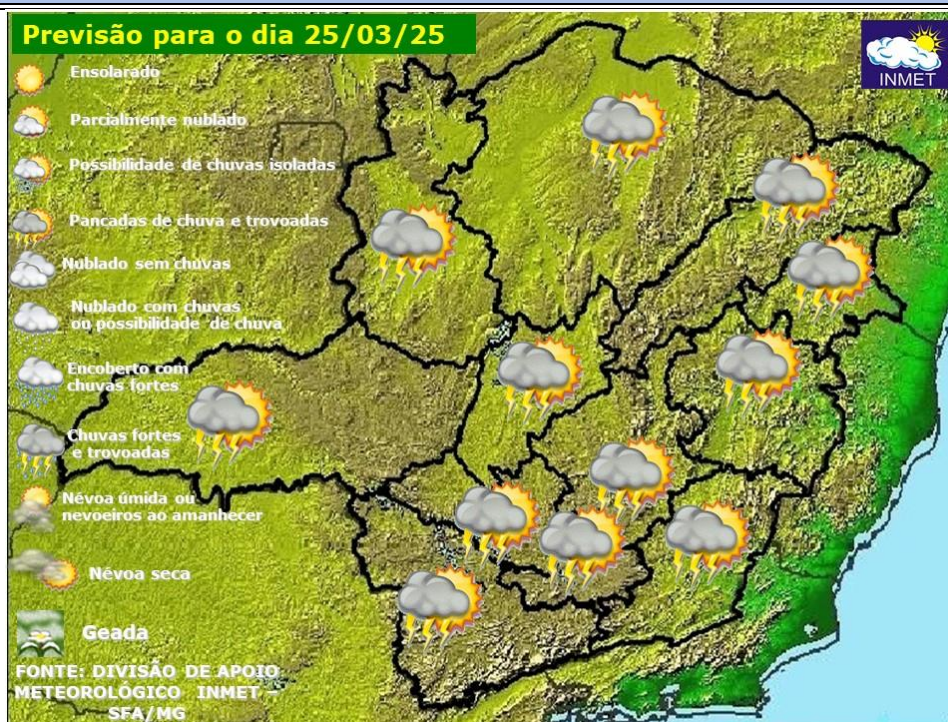 Previsão para o dia 25/03/25
INMET
Ensolarado
Parcialmente nublado
Possibilidade de chuvas isoladas
Pancadas de chuva e trovoadas
Nublado sem chuvas
Nublado com chuvas
ou possibilidade de chuva
Encoberto com
chuvas fortes
Chuvas fortes
e trovoadas
Névoa úmida ou
nevoeiros ao amanhecer
Névoa seca
Geada
FONTE: DIVISÃO DE APOIO
METEOROLÓGICO INMET –
SFA/MG